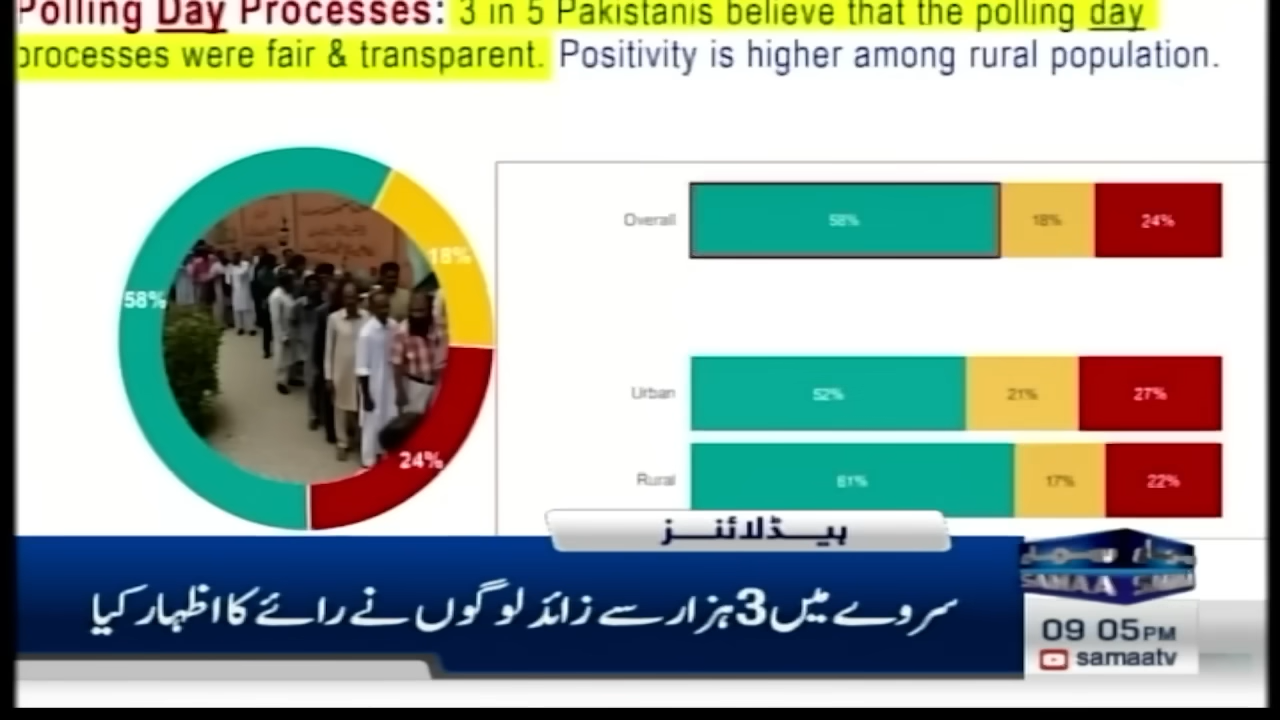 Polling Day Processes: 3 in 5 Pakistanis believe that the polling day
processes were fair & transparent. Positivity is higher among rural population.
58%
18%
24%
Overall
58%
18%
24%
Urban
52%
21%
27%
Rural
61%
17%
22%
ہیڈلائنز
سروے میں 3 ہزار سے زائد لوگوں نے رائے کا اظہار کیا
SAMAA
09 05PM
samaatv